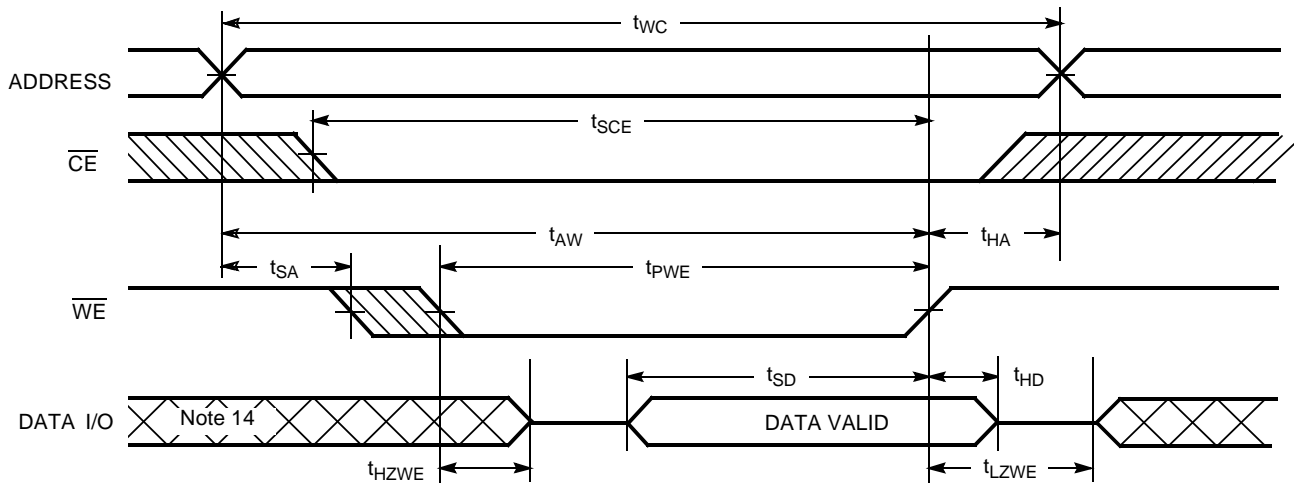 tWC
ADDRESS
tSCE
CE
tAW
tHA
tSA
tPWE
WE
tSD
tHD
DATA I/O
Note 14
DATA VALID
tHZWE
tLZWE